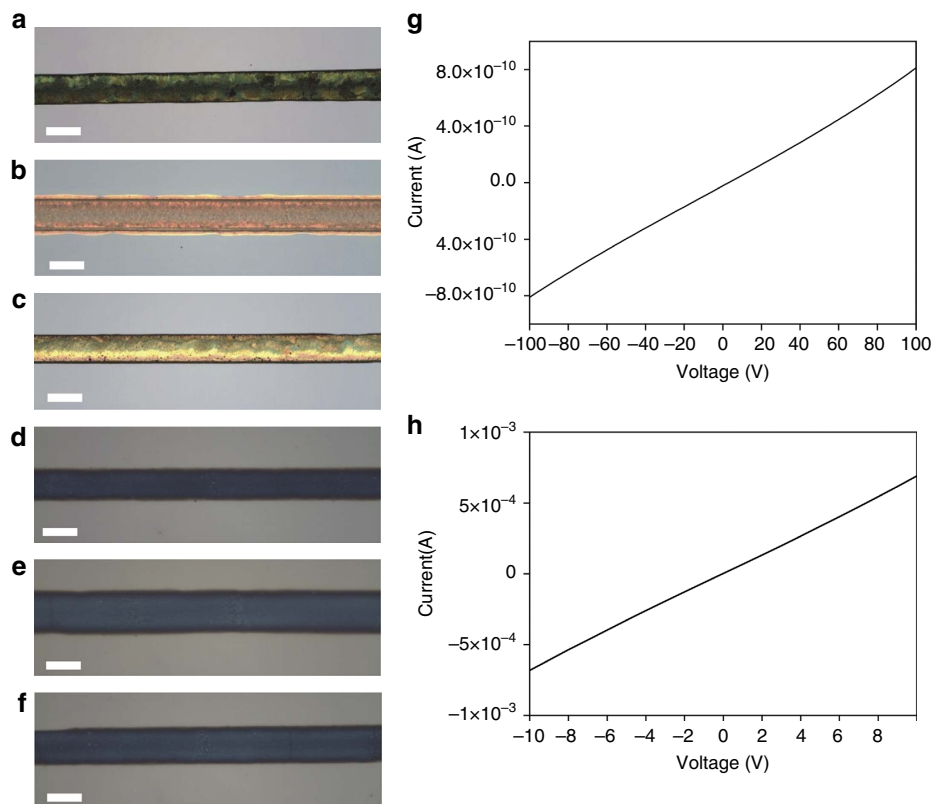 a
b
c
d
e
f
g
8.0×10⁻¹⁰
4.0×10⁻¹⁰
0.0
4.0×10⁻¹⁰
–8.0×10⁻¹⁰
Current (A)
–100 –80 –60 –40 –20 0 20 40 60 80 100
Voltage (V)
h
1×10⁻³
5×10⁻⁴
0
–5×10⁻⁴
–1×10⁻³
Current(A)
–10 –8 –6 –4 –2 0 2 4 6 8
Voltage (V)